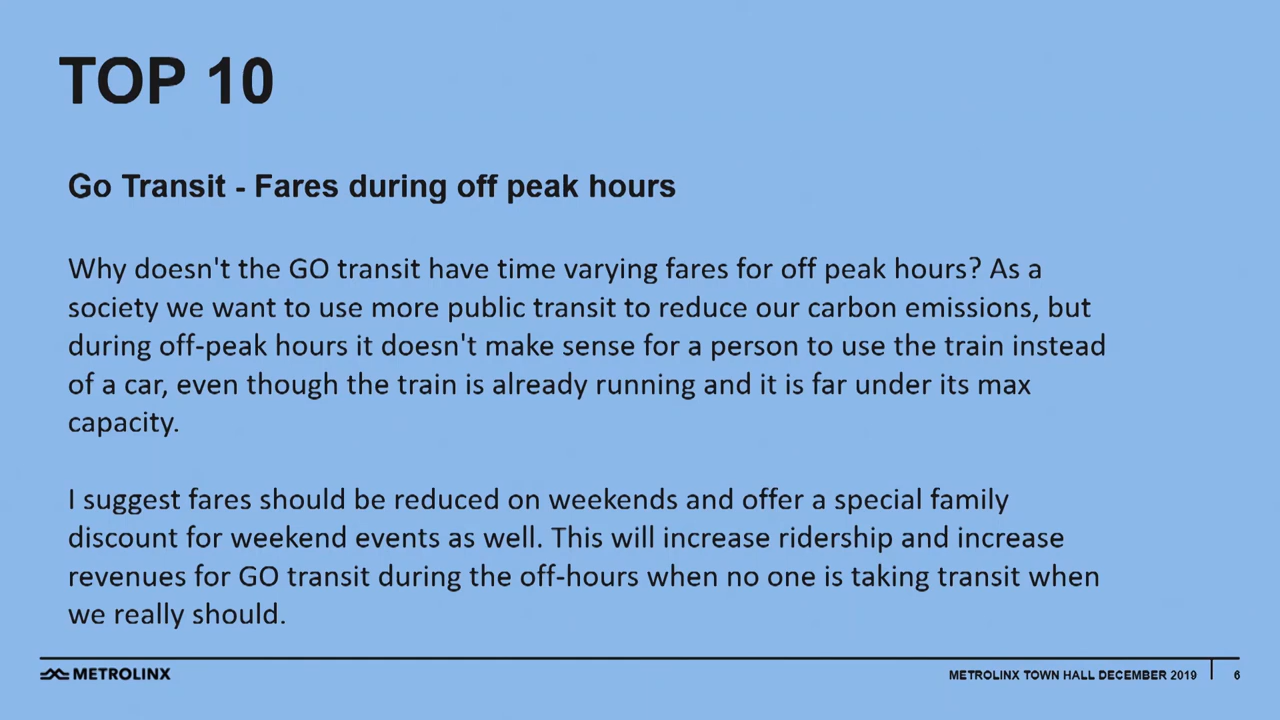 TOP 10
Go Transit - Fares during off peak hours
Why doesn't the GO transit have time varying fares for off peak hours? As a
society we want to use more public transit to reduce our carbon emissions, but
during off-peak hours it doesn't make sense for a person to use the train instead
of a car, even though the train is already running and it is far under its max
capacity.
I suggest fares should be reduced on weekends and offer a special family
discount for weekend events as well. This will increase ridership and increase
revenues for GO transit during the off-hours when no one is taking transit when
we really should.
METROLINX
METROLINX TOWN HALL DECEMBER 2019 6